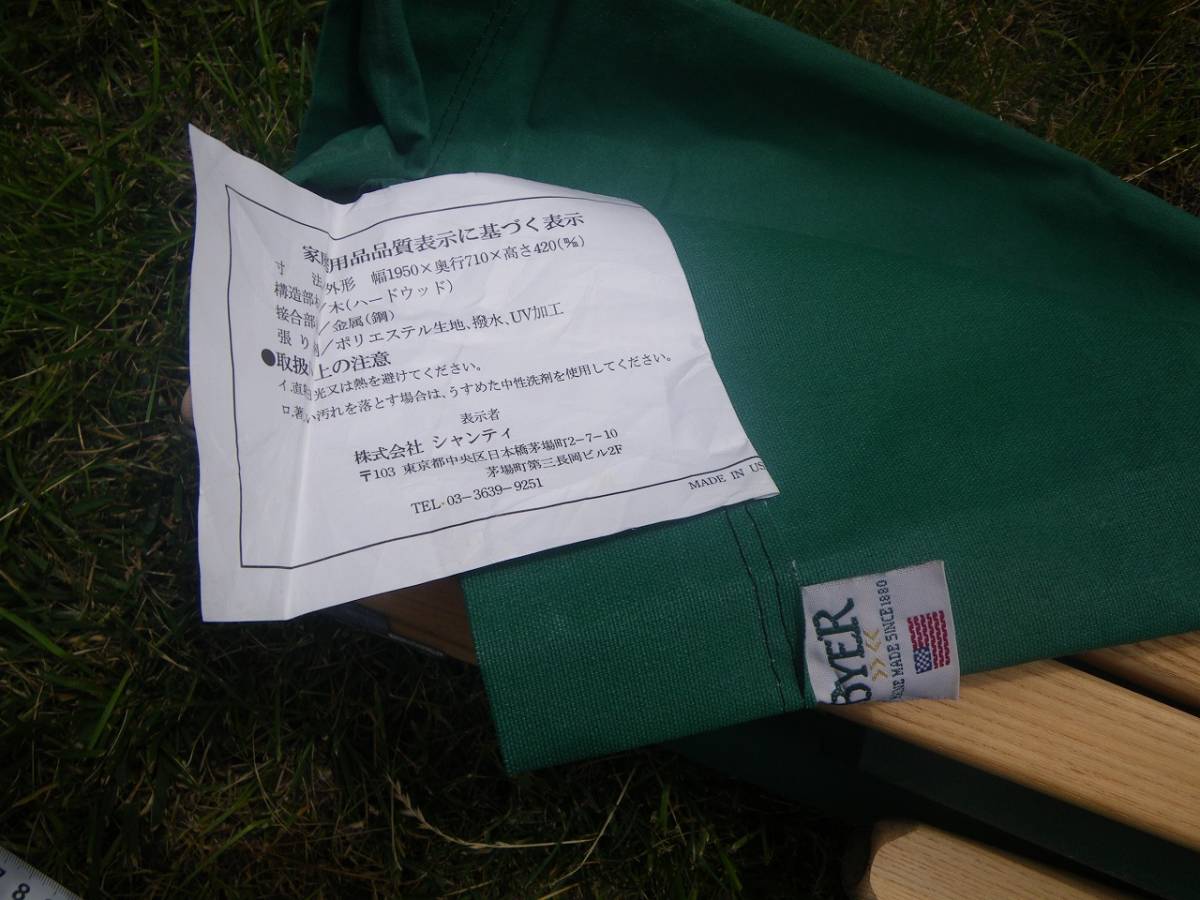 家庭用品品質表示に基づく表示
寸 法/外形 幅1950×奥行710×高さ420(㎜)
構造部材/木(ハードウッド)
接合部/金属(鋼)
張り材/ポリエステル生地、撥水、UV加工
●取扱い上の注意
イ.直射日光又は熱を避けてください。
ロ.著しい汚れを落とす場合は、うすめた中性洗剤を使用してください。
表示者
株式会社 シャンティ
〒103 東京都中央区日本橋茅場町2-7-10
茅場町第三長岡ビル2F
TEL・03-3639-9251
MADE IN US
BYER
MADE SINCE 1880
8